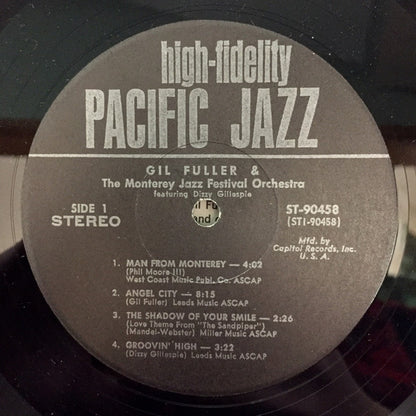 high-fidelity
PACIFIC JAZZ
GIL FULLER &
The Monterey Jazz Festival Orchestra
featuring Dizzy Gillespie
SIDE 1
STEREO
ST-90458
(ST1-90458)
Mfd. by
Capitol Records, Inc.
U. S. A.
1. MAN FROM MONTEREY — 4:02
(Phil Moore III)
West Coast Music Publ. Co. ASCAP
2. ANGEL CITY — 8:15
(Gil Fuller) Leeds Music ASCAP
3. THE SHADOW OF YOUR SMILE — 2:26
(Love Theme From "The Sandpiper")
(Mandel-Webster) Miller Music ASCAP
4. GROOVIN' HIGH — 3:22
(Dizzy Gillespie) Leeds Music ASCAP